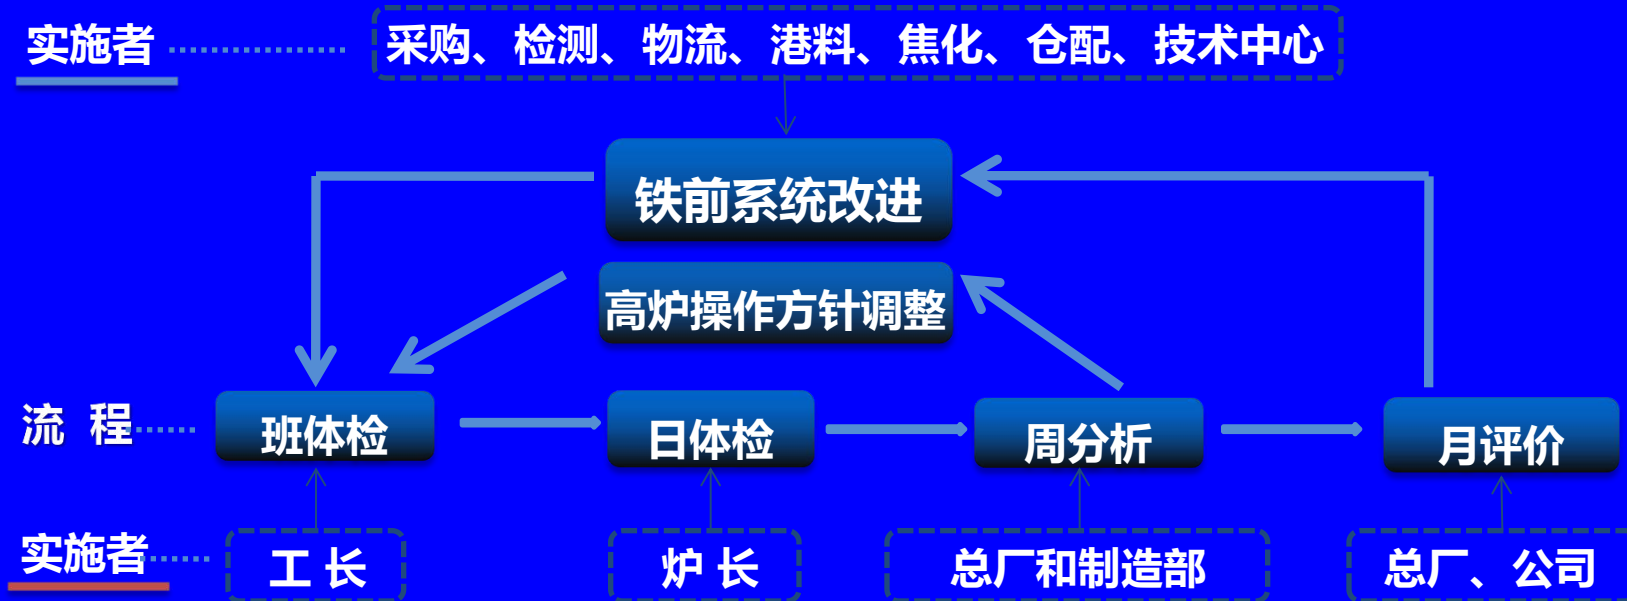 实施者
采购、检测、物流、港料、焦化、仓配、技术中心
铁前系统改进
高炉操作方针调整
流 程
班体检
日体检
周分析
月评价
实施者
工 长
炉 长
总厂和制造部
总厂、公司